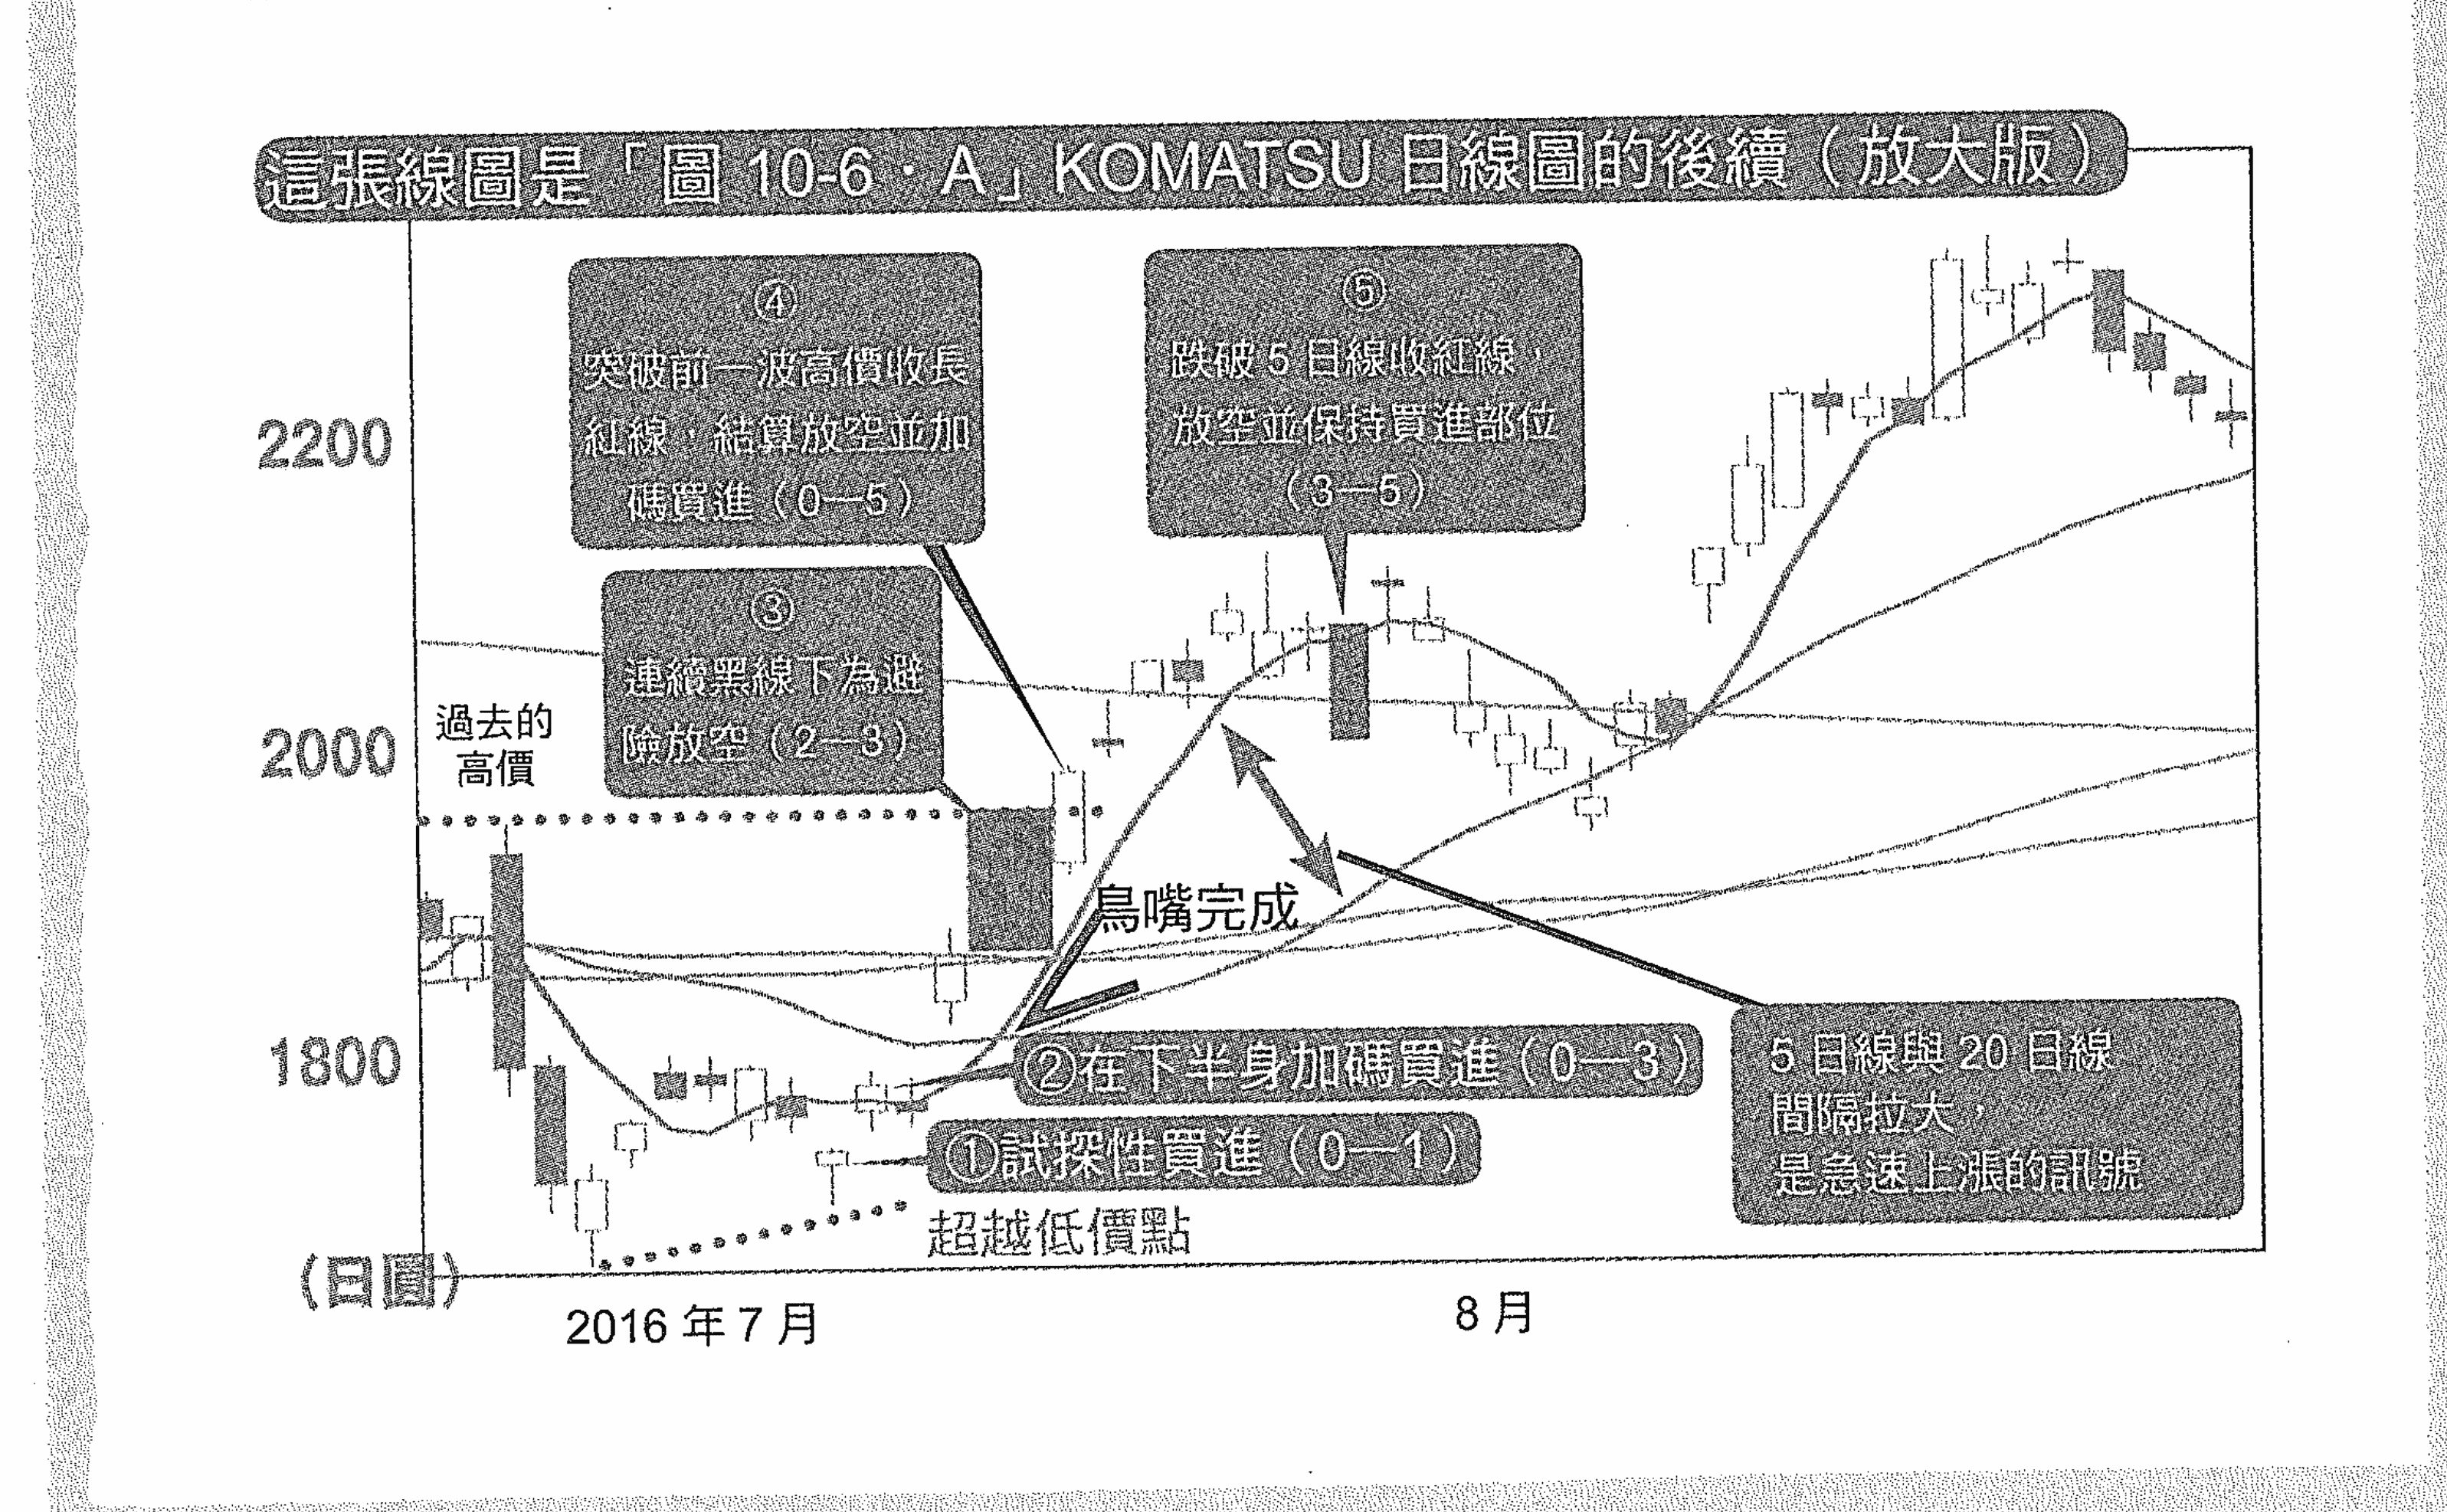 這張線圖是「圖 10-6・A」KOMATSU 日線圖的後續（放大版）
④
突破前一波高價收長
紅線，結算放空並加
碼買進（0—5）
⑤
跌破 5 日線收紅線，
放空並保持買進部位
（3—5）
③
連續黑線下為避
險放空（2—3）
2200
過去的
高價
2000
鳥嘴完成
1800
②在下半身加碼買進（0—3）
①試探性買進（0—1）
5 日線與 20 日線
間隔拉大，
是急速上漲的訊號
超越低價點
（日圓）
2016 年 7 月
8 月